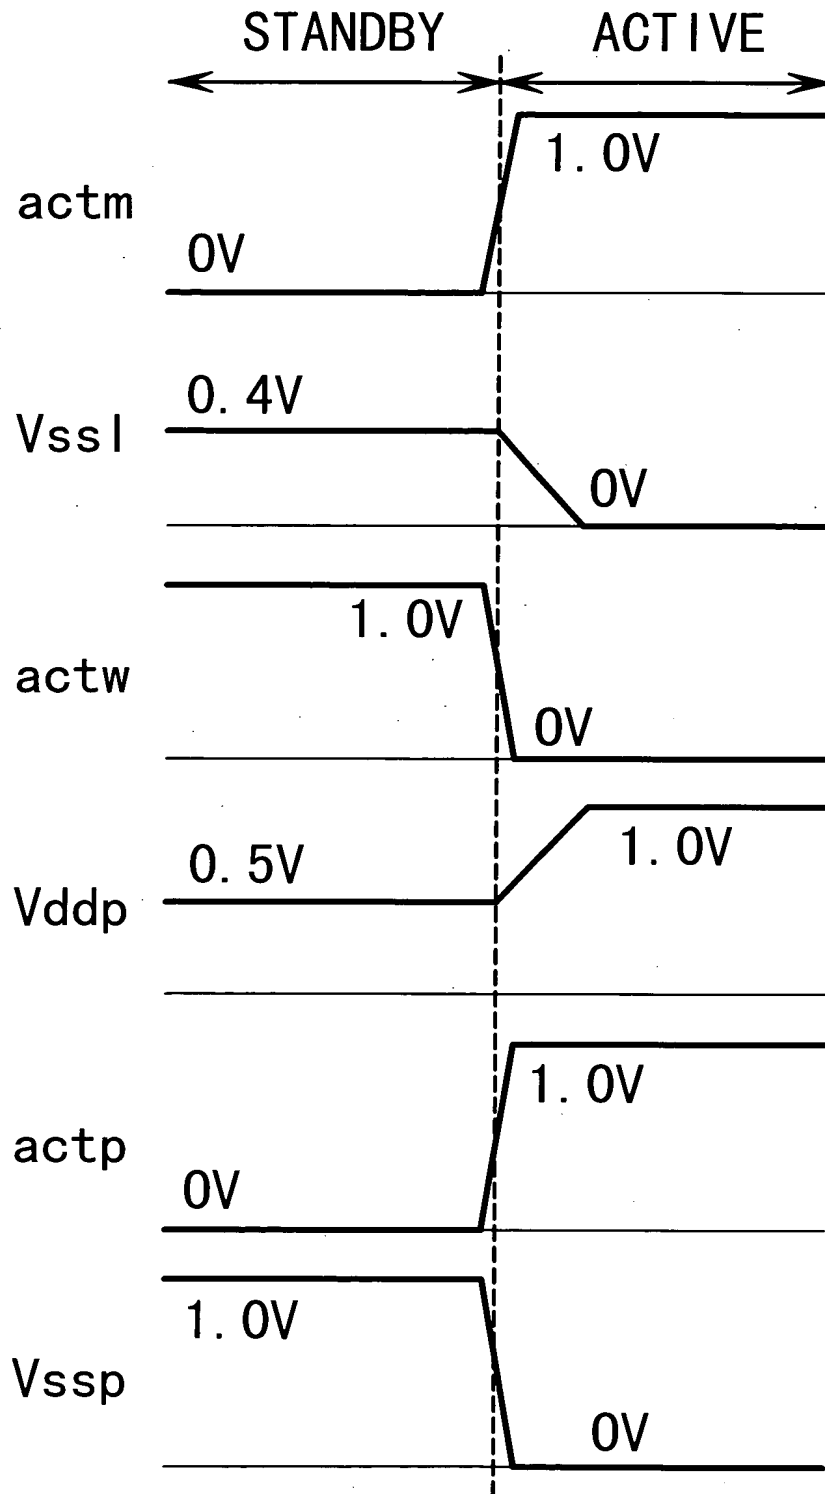 STANDBY ACTIVE
1.0V
actm
0V
0.4V
Vssl
0V
1.0V
actw
0V
1.0V
0.5V
Vddp
1.0V
actp
0V
1.0V
Vssp
0V